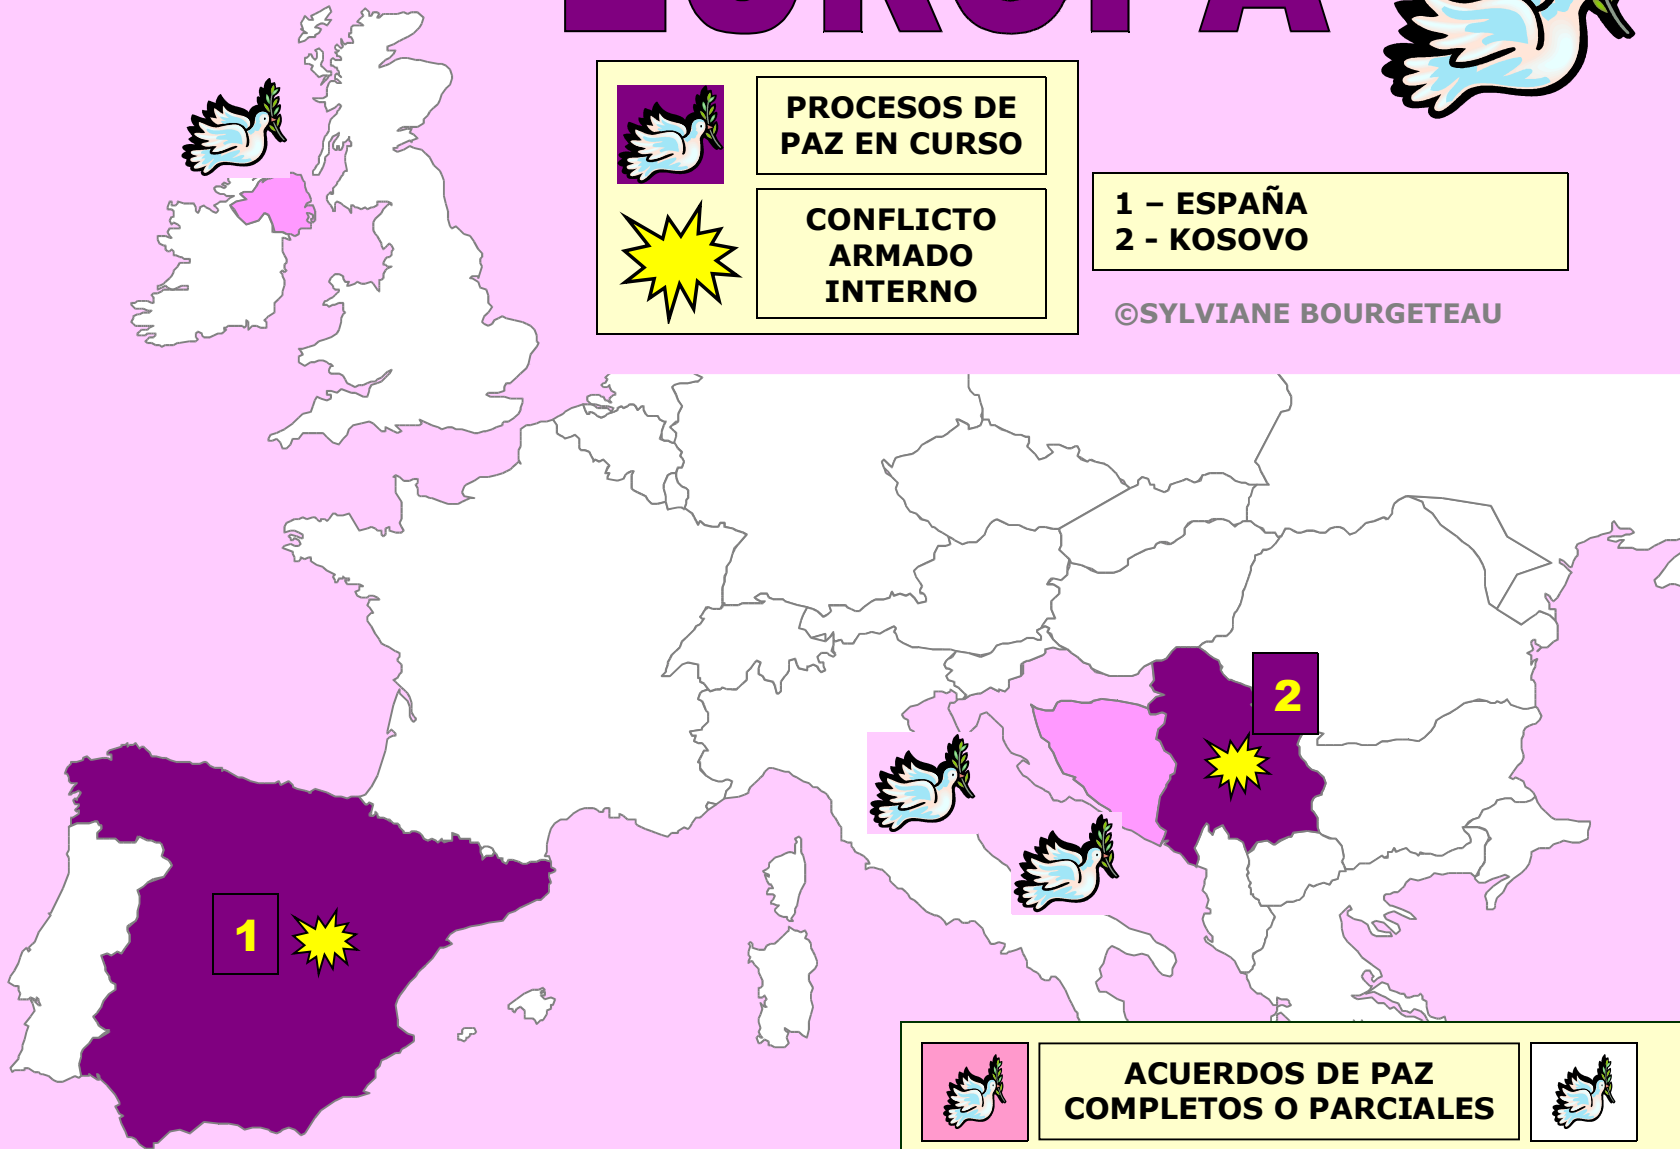 EUROPA
PROCESOS DE
PAZ EN CURSO
CONFLICTO
ARMADO
INTERNO
1 – ESPAÑA
2 - KOSOVO
©SYLVIANE BOURGETEAU
2
1
ACUERDOS DE PAZ
COMPLETOS O PARCIALES